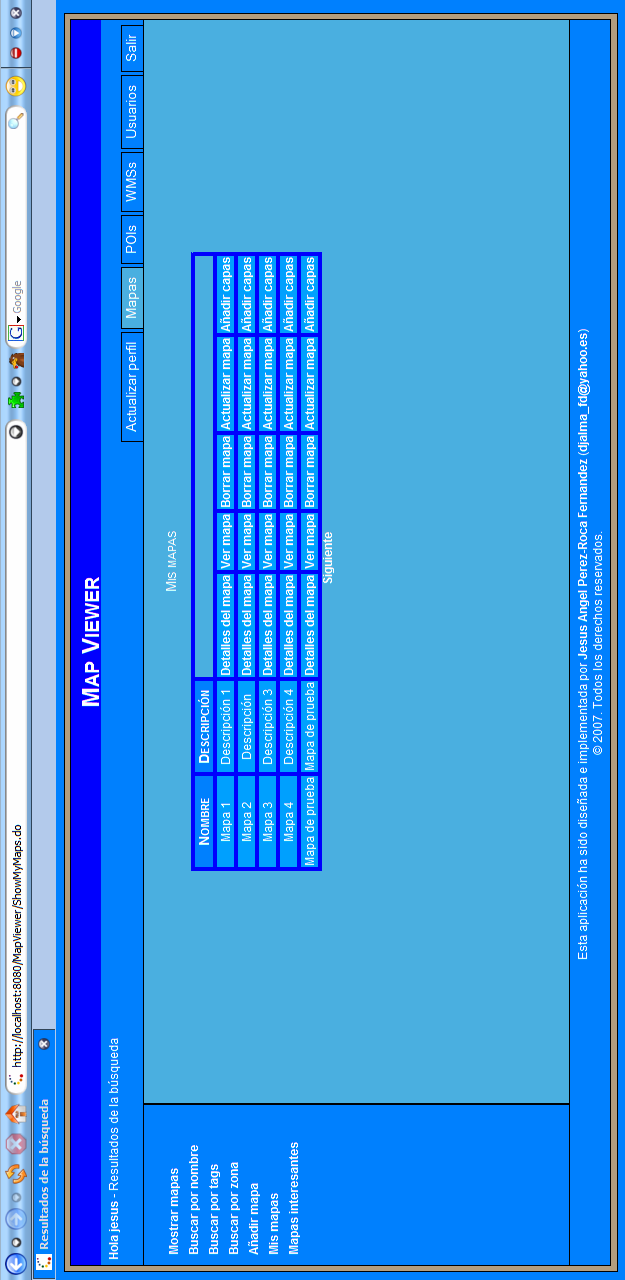 http://localhost:8080/MapViewer/ShowMyMaps.do
G Google
Resultados de la búsqueda
MAP VIEWER
Hola jesus - Resultados de la búsqueda
Actualizar perfil Mapas POIs WMSs Usuarios Salir
Mostrar mapas
Buscar por nombre
Buscar por tags
Buscar por zona
Añadir mapa
Mis mapas
Mapas interesantes
MIS MAPAS
NOMBRE DESCRIPCIÓN
Mapa 1 Descripción 1 Detalles del mapa Ver mapa Borrar mapa Actualizar mapa Añadir capas
Mapa 2 Descripción Detalles del mapa Ver mapa Borrar mapa Actualizar mapa Añadir capas
Mapa 3 Descripción 3 Detalles del mapa Ver mapa Borrar mapa Actualizar mapa Añadir capas
Mapa 4 Descripción 4 Detalles del mapa Ver mapa Borrar mapa Actualizar mapa Añadir capas
Mapa de prueba Mapa de prueba Detalles del mapa Ver mapa Borrar mapa Actualizar mapa Añadir capas
Siguiente
Esta aplicación ha sido diseñada e implementada por Jesus Angel Perez-Roca Fernandez (djalma_fd@yahoo.es)
© 2007. Todos los derechos reservados.